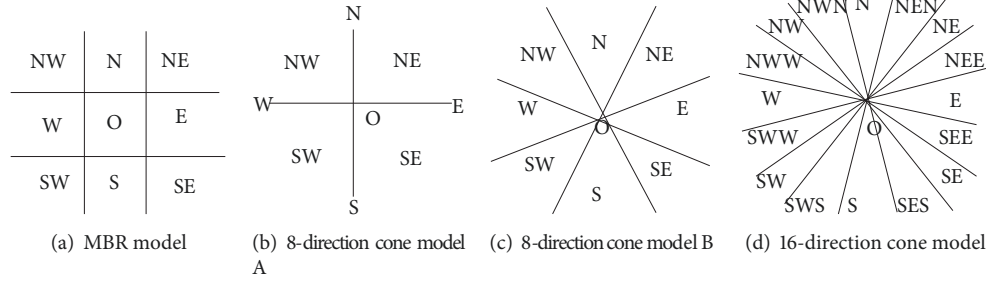 NW N NE
W O E
SW S SE
(a) MBR model
N
NW NE
W E
O
SW SE
S
(b) 8-direction cone model
A
N
NW NE
W E
O
SW SE
S
(c) 8-direction cone model B
NWN N NEN
NW NE
NWW NEE
W E
O
SWW SEE
SW SE
SWS S SES
(d) 16-direction cone model